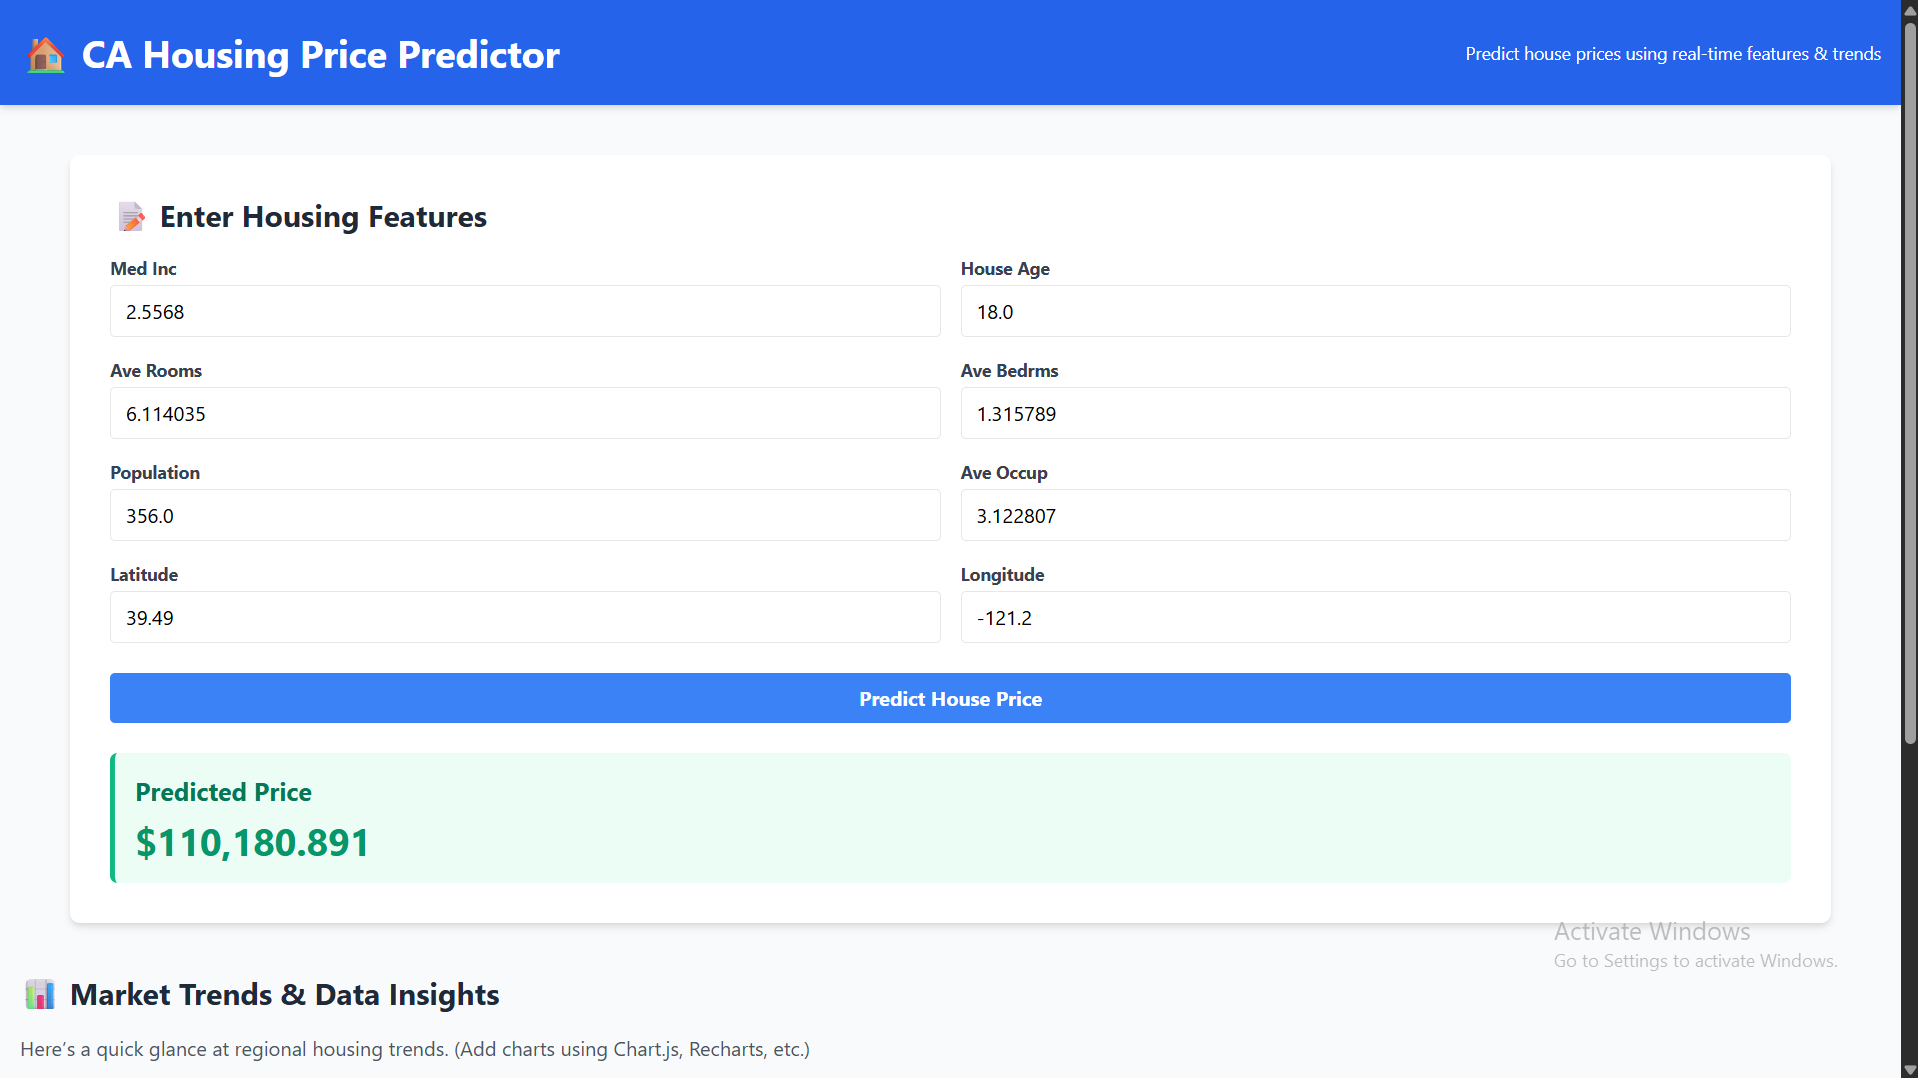 CA Housing Price Predictor
Predict house prices using real-time features & trends
Enter Housing Features
Med Inc
House Age
2.5568
18.0
Ave Rooms
Ave Bedrms
6.114035
1.315789
Population
Ave Occup
356.0
3.122807
Latitude
Longitude
39.49
-121.2
Predict House Price
Predicted Price
$110,180.891
Activate Windows
Go to Settings to activate Windows.
Market Trends & Data Insights
Here’s a quick glance at regional housing trends. (Add charts using Chart.js, Recharts, etc.)